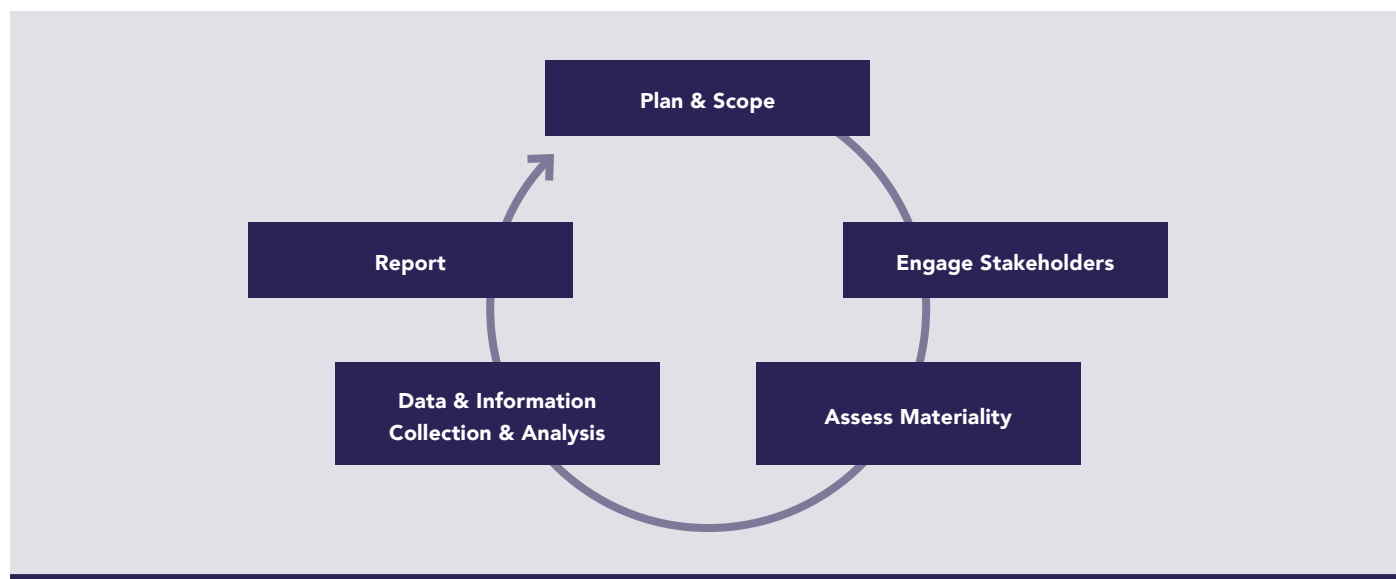 Plan & Scope
Report
Engage Stakeholders
Data & Information
Collection & Analysis
Assess Materiality